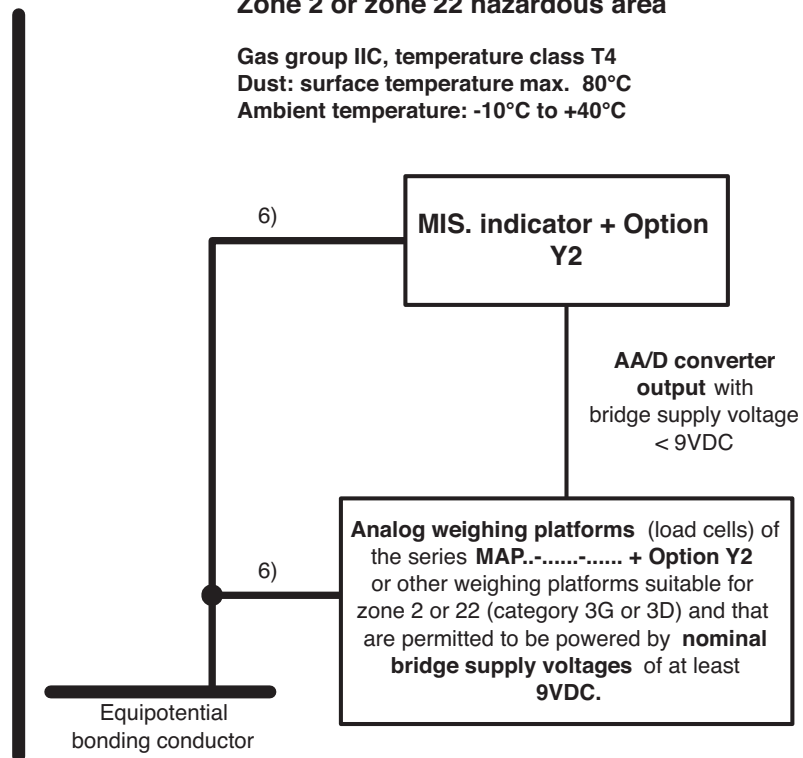 Zone 2 or zone 22 hazardous area
Gas group IIC, temperature class T4
Dust: surface temperature max. 80°C
Ambient temperature: -10°C to +40°C
6)
MIS. indicator + Option
Y2
AA/D converter
output with
bridge supply voltage
< 9VDC
Analog weighing platforms (load cells) of
the series MAP..-......-...... + Option Y2
or other weighing platforms suitable for
zone 2 or 22 (category 3G or 3D) and that
are permitted to be powered by nominal
bridge supply voltages of at least
9VDC.
6)
Equipotential
bonding conductor